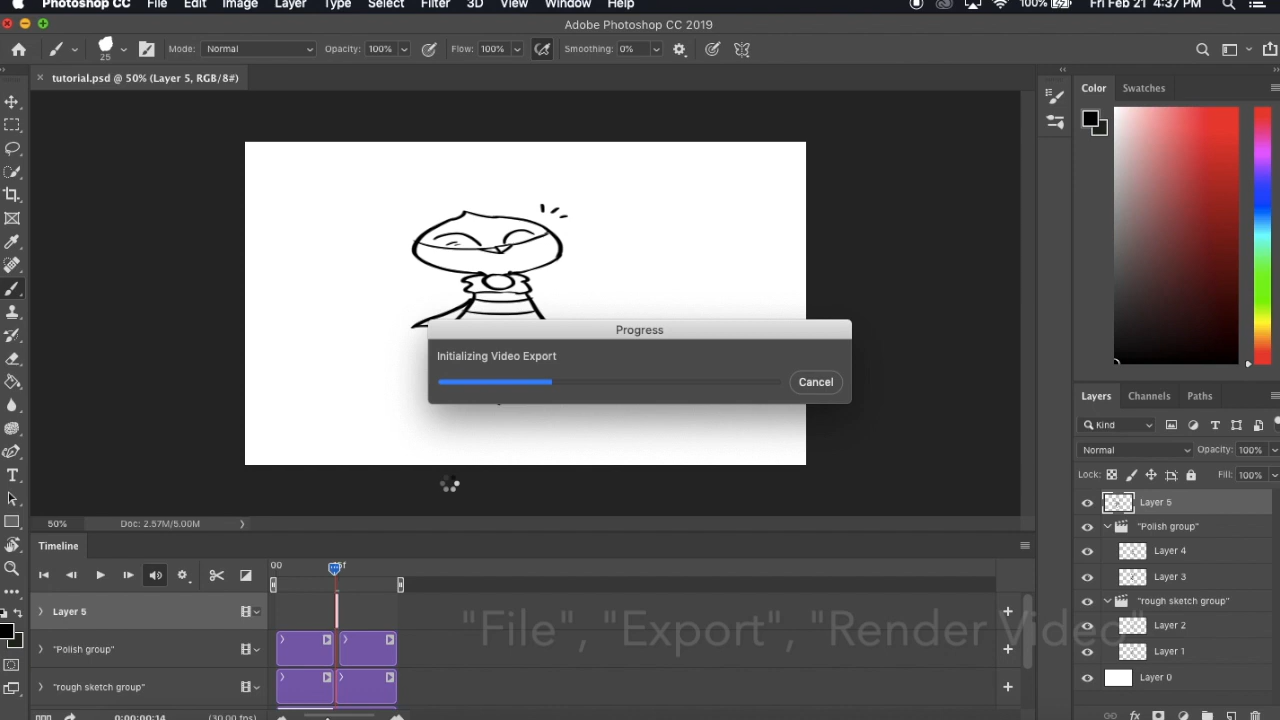 Photoshop CC File Edit Image Layer Type Select Filter 3D View Window Help 100% Fri Feb 21 4:37 PM
Adobe Photoshop CC 2019
25 Mode: Normal Opacity: 100% Flow: 100% Smoothing: 0%
× tutorial.psd @ 50% (Layer 5, RGB/8#)
Color Swatches
Progress
Initializing Video Export
Cancel
Layers Channels Paths
Kind
Normal Opacity: 100%
Lock: Fill: 100%
Layer 5
"Polish group"
Layer 4
Layer 3
"rough sketch group"
Layer 2
Layer 1
Layer 0
50% Doc: 2.57M/5.00M
Timeline
00
Layer 5
"Polish group"
"rough sketch group"
"File", "Export", "Render Video"
0:00:00:14 (30.00 fps)